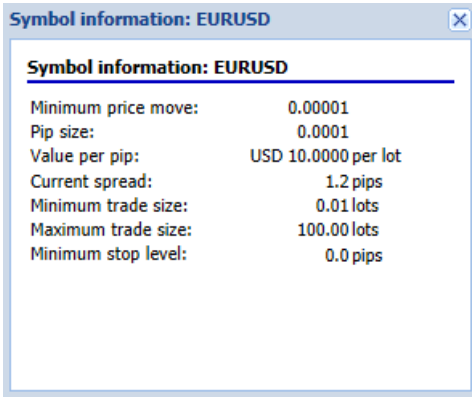 Symbol information: EURUSD
Symbol information: EURUSD
Minimum price move: 0.00001
Pip size: 0.0001
Value per pip: USD 10.0000 per lot
Current spread: 1.2 pips
Minimum trade size: 0.01 lots
Maximum trade size: 100.00 lots
Minimum stop level: 0.0 pips